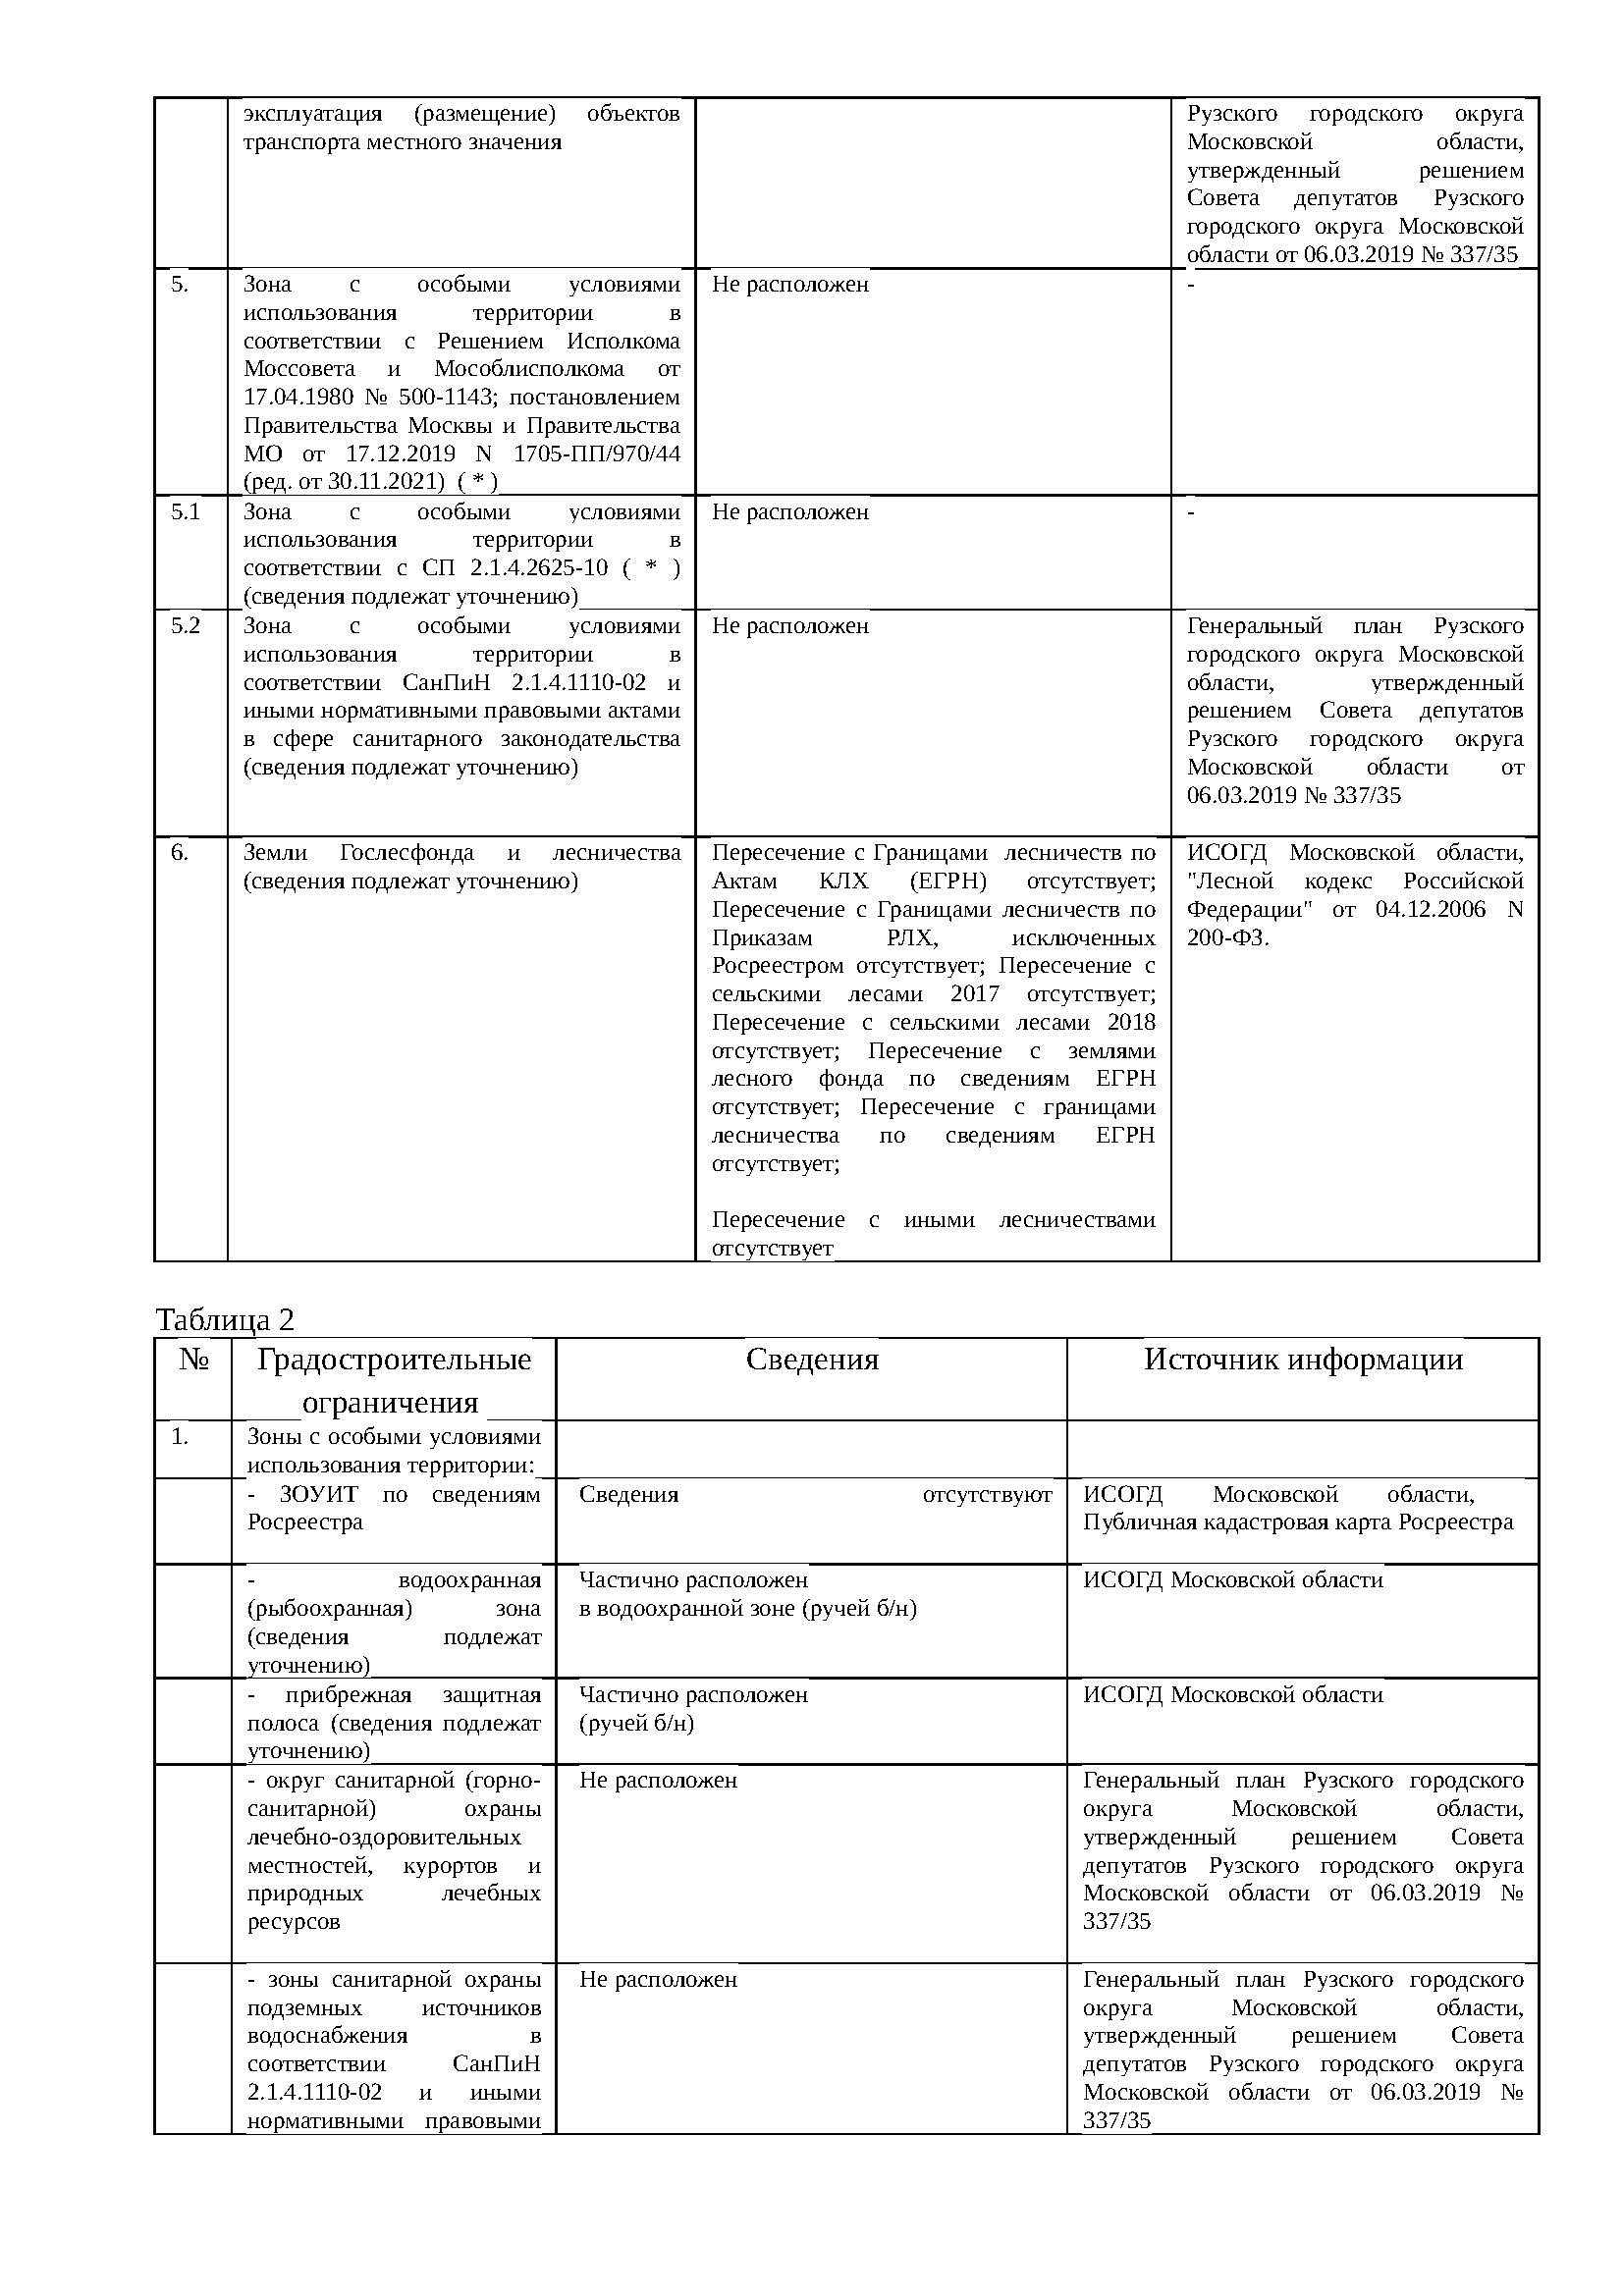 эксплуатация (размещение) объектов
транспорта местного значения
Рузского городского округа
Московской области,
утвержденный решением
Совета депутатов Рузского
городского округа Московской
области от 06.03.2019 № 337/35
5.
Зона с особыми условиями
использования территории в
соответствии с Решением Исполкома
Моссовета и Мособлисполкома от
17.04.1980 № 500-1143; постановлением
Правительства Москвы и Правительства
МО от 17.12.2019 N 1705-ПП/970/44
(ред. от 30.11.2021) ( * )
Не расположен
-
5.1
Зона с особыми условиями
использования территории в
соответствии с СП 2.1.4.2625-10 ( * )
(сведения подлежат уточнению)
Не расположен
-
5.2
Зона с особыми условиями
использования территории в
соответствии СанПиН 2.1.4.1110-02 и
иными нормативными правовыми актами
в сфере санитарного законодательства
(сведения подлежат уточнению)
Не расположен
Генеральный план Рузского
городского округа Московской
области, утвержденный
решением Совета депутатов
Рузского городского округа
Московской области от
06.03.2019 № 337/35
6.
Земли Гослесфонда и лесничества
(сведения подлежат уточнению)
Пересечение с Границами лесничеств по
Актам КЛХ (ЕГРН) отсутствует;
Пересечение с Границами лесничеств по
Приказам РЛХ, исключенных
Росреестром отсутствует; Пересечение с
сельскими лесами 2017 отсутствует;
Пересечение с сельскими лесами 2018
отсутствует; Пересечение с землями
лесного фонда по сведениям ЕГРН
отсутствует; Пересечение с границами
лесничества по сведениям ЕГРН
отсутствует;
Пересечение с иными лесничествами
отсутствует
ИСОГД Московской области,
"Лесной кодекс Российской
Федерации" от 04.12.2006 N
200-ФЗ.
Таблица 2
№
Градостроительные
ограничения
Сведения
Источник информации
1.
Зоны с особыми условиями
использования территории:
- ЗОУИТ по сведениям
Росреестра
Сведения отсутствуют
ИСОГД Московской области,
Публичная кадастровая карта Росреестра
- водоохранная
(рыбоохранная) зона
(сведения подлежат
уточнению)
Частично расположен
в водоохранной зоне (ручей б/н)
ИСОГД Московской области
- прибрежная защитная
полоса (сведения подлежат
уточнению)
Частично расположен
(ручей б/н)
ИСОГД Московской области
- округ санитарной (горно-
санитарной) охраны
лечебно-оздоровительных
местностей, курортов и
природных лечебных
ресурсов
Не расположен
Генеральный план Рузского городского
округа Московской области,
утвержденный решением Совета
депутатов Рузского городского округа
Московской области от 06.03.2019 №
337/35
- зоны санитарной охраны
подземных источников
водоснабжения в
соответствии СанПиН
2.1.4.1110-02 и иными
нормативными правовыми
Не расположен
Генеральный план Рузского городского
округа Московской области,
утвержденный решением Совета
депутатов Рузского городского округа
Московской области от 06.03.2019 №
337/35